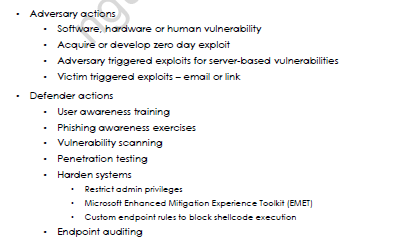 • Adversary actions
• Software, hardware or human vulnerability
• Acquire or develop zero day exploit
• Adversary triggered exploits for server-based vulnerabilities
• Victim triggered exploits – email or link
• Defender actions
• User awareness training
• Phishing awareness exercises
• Vulnerability scanning
• Penetration testing
• Harden systems
• Restrict admin privileges
• Microsoft Enhanced Mitigation Experience Toolkit (EMET)
• Custom endpoint rules to block shellcode execution
• Endpoint auditing